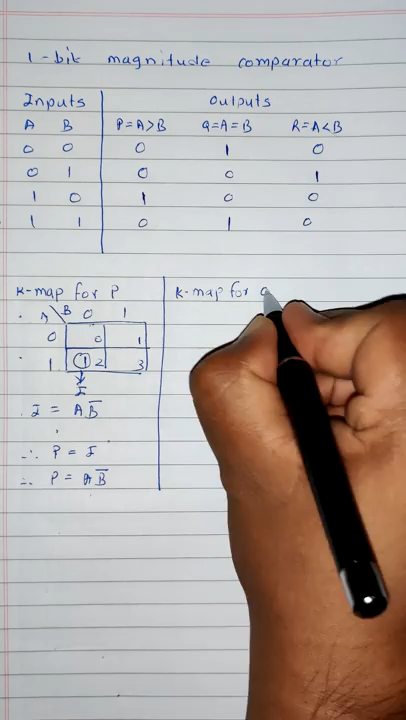 1-bit magnitude comparator
Inputs Outputs
A B P=A>B Q=A=B R=A<B
0 0 0 1 0
0 1 0 0 1
1 0 1 0 0
1 1 0 1 0
K-map for P K-map for
A B 0 1
0 0 1
1 1 2 3
I
I = AB̅
∴ P = I
∴ P = AB̅